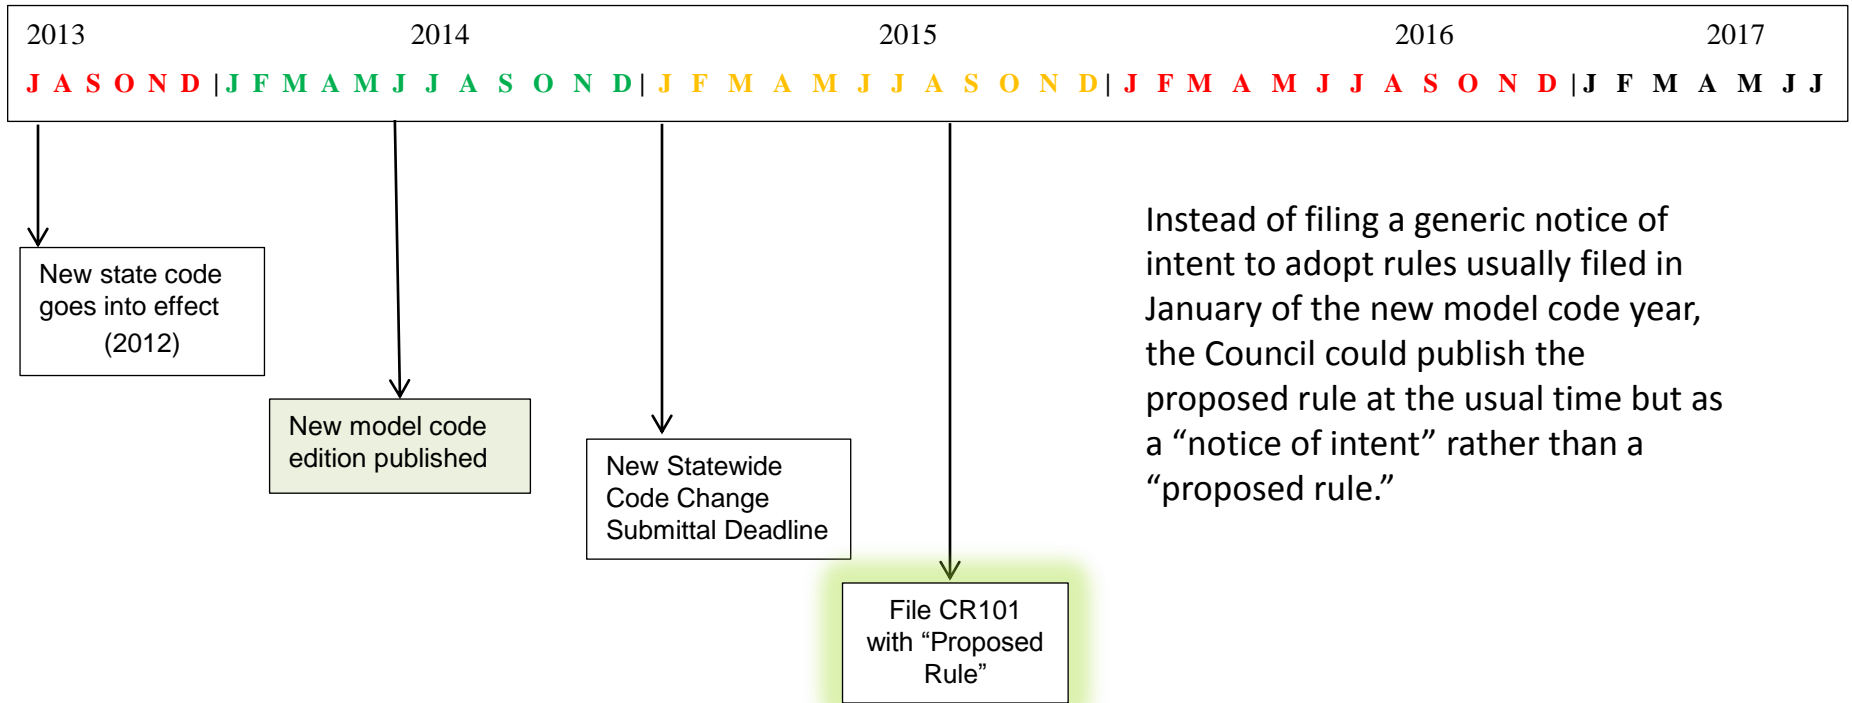 2013 2014 2015 2016 2017
J A S O N D | J F M A M J J A S O N D | J F M A M J J A S O N D | J F M A M J J A S O N D | J F M A M J J
New state code
goes into effect
(2012)
New model code
edition published
New Statewide
Code Change
Submittal Deadline
File CR101
with “Proposed
Rule”
Instead of filing a generic notice of
intent to adopt rules usually filed in
January of the new model code year,
the Council could publish the
proposed rule at the usual time but as
a “notice of intent” rather than a
“proposed rule.”